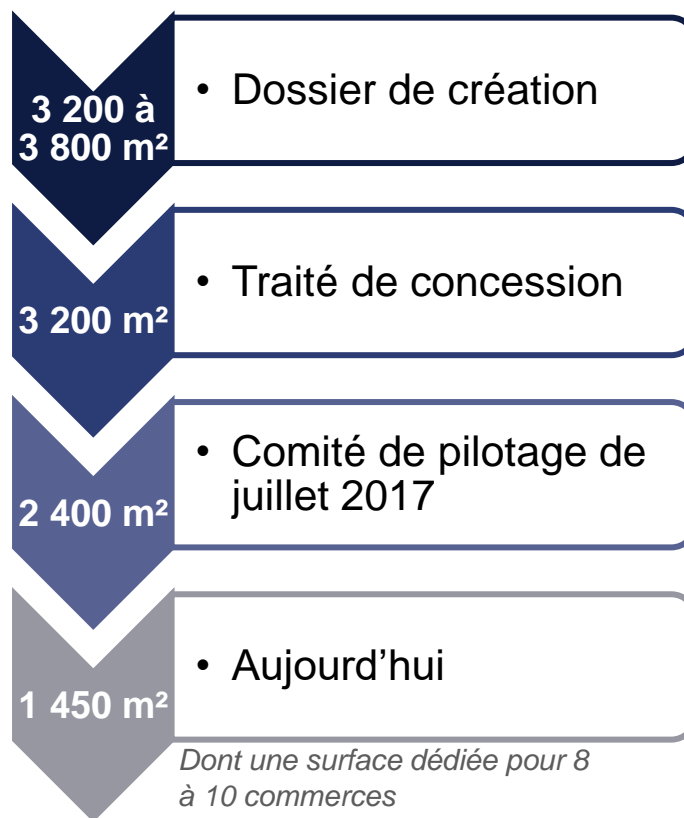 3 200 à
3 800 m²
• Dossier de création
3 200 m²
• Traité de concession
2 400 m²
• Comité de pilotage de
juillet 2017
1 450 m²
• Aujourd’hui
Dont une surface dédiée pour 8
à 10 commerces